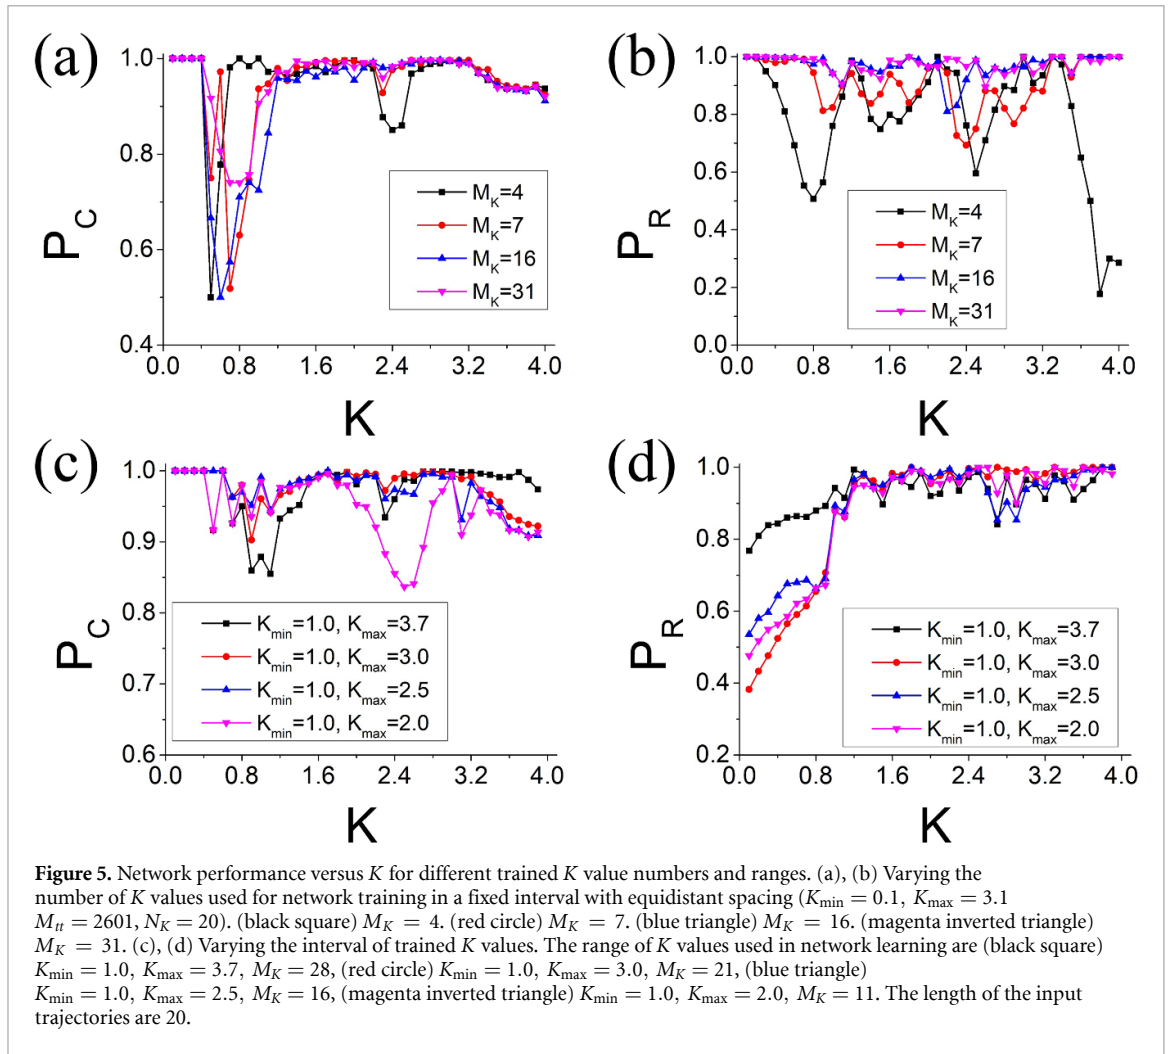 (a)
1.0
0.8
0.6
0.4
P_C
0.0 0.8 1.6 2.4 3.2 4.0
K
M_K=4
M_K=7
M_K=16
M_K=31
(b)
1.0
0.8
0.6
0.4
0.2
0.0
P_R
0.0 0.8 1.6 2.4 3.2 4.0
K
M_K=4
M_K=7
M_K=16
M_K=31
(c)
1.0
0.9
0.8
0.7
0.6
P_C
0.0 0.8 1.6 2.4 3.2 4.0
K
K_min=1.0, K_max=3.7
K_min=1.0, K_max=3.0
K_min=1.0, K_max=2.5
K_min=1.0, K_max=2.0
(d)
1.0
0.8
0.6
0.4
0.2
P_R
0.0 0.8 1.6 2.4 3.2 4.0
K
K_min=1.0, K_max=3.7
K_min=1.0, K_max=3.0
K_min=1.0, K_max=2.5
K_min=1.0, K_max=2.0
Figure 5. Network performance versus K for different trained K value numbers and ranges. (a), (b) Varying the
number of K values used for network training in a fixed interval with equidistant spacing (K_min = 0.1, K_max = 3.1
M_tt = 2601, N_K = 20). (black square) M_K = 4. (red circle) M_K = 7. (blue triangle) M_K = 16. (magenta inverted triangle)
M_K = 31. (c), (d) Varying the interval of trained K values. The range of K values used in network learning are (black square)
K_min = 1.0, K_max = 3.7, M_K = 28, (red circle) K_min = 1.0, K_max = 3.0, M_K = 21, (blue triangle)
K_min = 1.0, K_max = 2.5, M_K = 16, (magenta inverted triangle) K_min = 1.0, K_max = 2.0, M_K = 11. The length of the input
trajectories are 20.